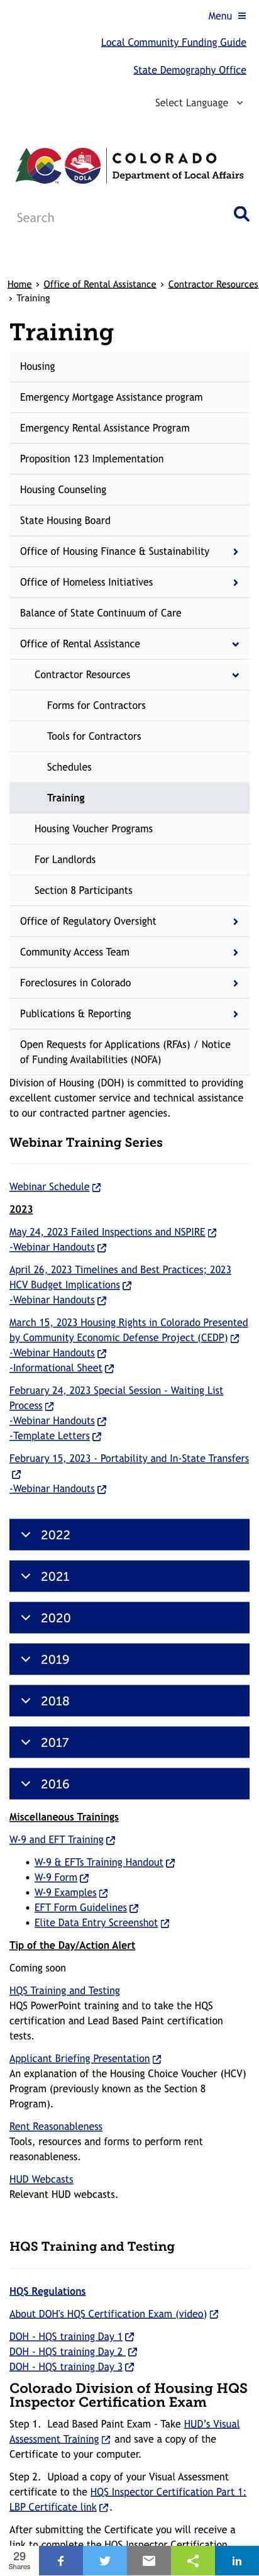 Menu
Local Community Funding Guide
State Demography Office
Select Language
COLORADO
Department of Local Affairs
DOLA
Search
Home › Office of Rental Assistance › Contractor Resources
› Training
Training
Housing
Emergency Mortgage Assistance program
Emergency Rental Assistance Program
Proposition 123 Implementation
Housing Counseling
State Housing Board
Office of Housing Finance & Sustainability
Office of Homeless Initiatives
Balance of State Continuum of Care
Office of Rental Assistance
Contractor Resources
Forms for Contractors
Tools for Contractors
Schedules
Training
Housing Voucher Programs
For Landlords
Section 8 Participants
Office of Regulatory Oversight
Community Access Team
Foreclosures in Colorado
Publications & Reporting
Open Requests for Applications (RFAs) / Notice
of Funding Availabilities (NOFA)
Division of Housing (DOH) is committed to providing
excellent customer service and technical assistance
to our contracted partner agencies.
Webinar Training Series
Webinar Schedule
2023
May 24, 2023 Failed Inspections and NSPIRE
-Webinar Handouts
April 26, 2023 Timelines and Best Practices; 2023
HCV Budget Implications
-Webinar Handouts
March 15, 2023 Housing Rights in Colorado Presented
by Community Economic Defense Project (CEDP)
-Webinar Handouts
-Informational Sheet
February 24, 2023 Special Session - Waiting List
Process
-Webinar Handouts
-Template Letters
February 15, 2023 - Portability and In-State Transfers
-Webinar Handouts
2022
2021
2020
2019
2018
2017
2016
Miscellaneous Trainings
W-9 and EFT Training
• W-9 & EFTs Training Handout
• W-9 Form
• W-9 Examples
• EFT Form Guidelines
• Elite Data Entry Screenshot
Tip of the Day/Action Alert
Coming soon
HQS Training and Testing
HQS PowerPoint training and to take the HQS
certification and Lead Based Paint certification
tests.
Applicant Briefing Presentation
An explanation of the Housing Choice Voucher (HCV)
Program (previously known as the Section 8
Program).
Rent Reasonableness
Tools, resources and forms to perform rent
reasonableness.
HUD Webcasts
Relevant HUD webcasts.
HQS Training and Testing
HQS Regulations
About DOH's HQS Certification Exam (video)
DOH - HQS training Day 1
DOH - HQS training Day 2
DOH - HQS training Day 3
Colorado Division of Housing HQS
Inspector Certification Exam
Step 1. Lead Based Paint Exam - Take HUD's Visual
Assessment Training and save a copy of the
Certificate to your computer.
Step 2. Upload a copy of your Visual Assessment
certificate to the HQS Inspector Certification Part 1:
LBP Certificate link.
After submitting the Certificate you will receive a
link to complete the HQS Inspector Certification
29
Shares